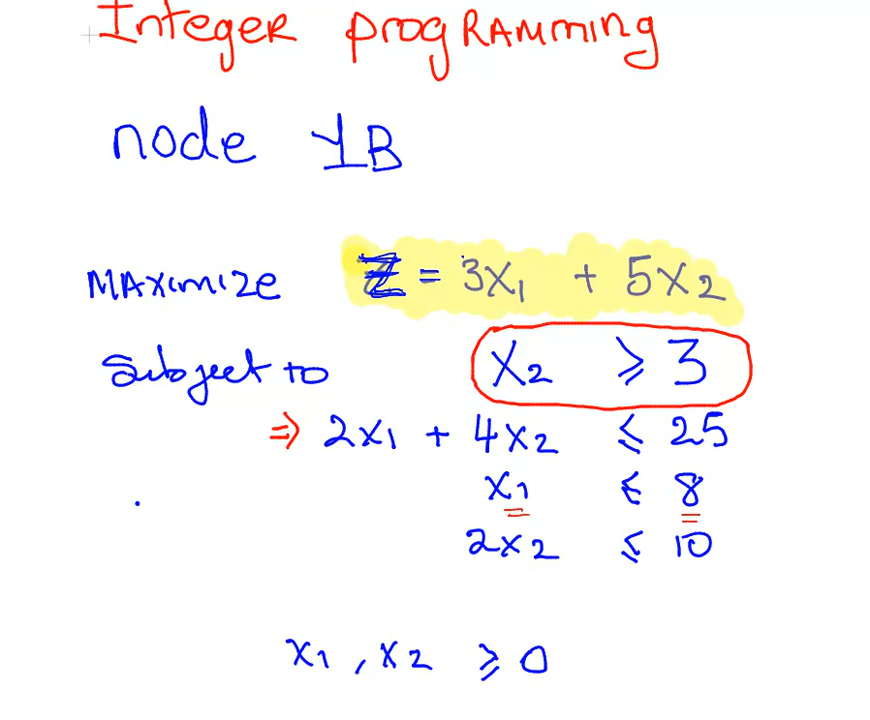 Integer programming
node 1B
Maximize Z = 3x₁ + 5x₂
Subject to x₂ ⩾ 3
⇒ 2x₁ + 4x₂ ⩽ 25
x₁ ⩽ 8
2x₂ ⩽ 10
x₁, x₂ ⩾ 0